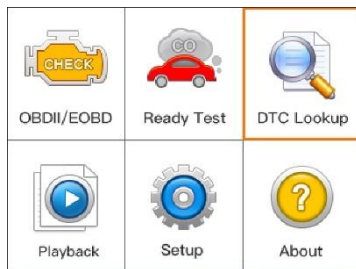 CHECK
CO
OBDII/EOBD
Ready Test
DTC Lookup
Playback
Setup
?
About